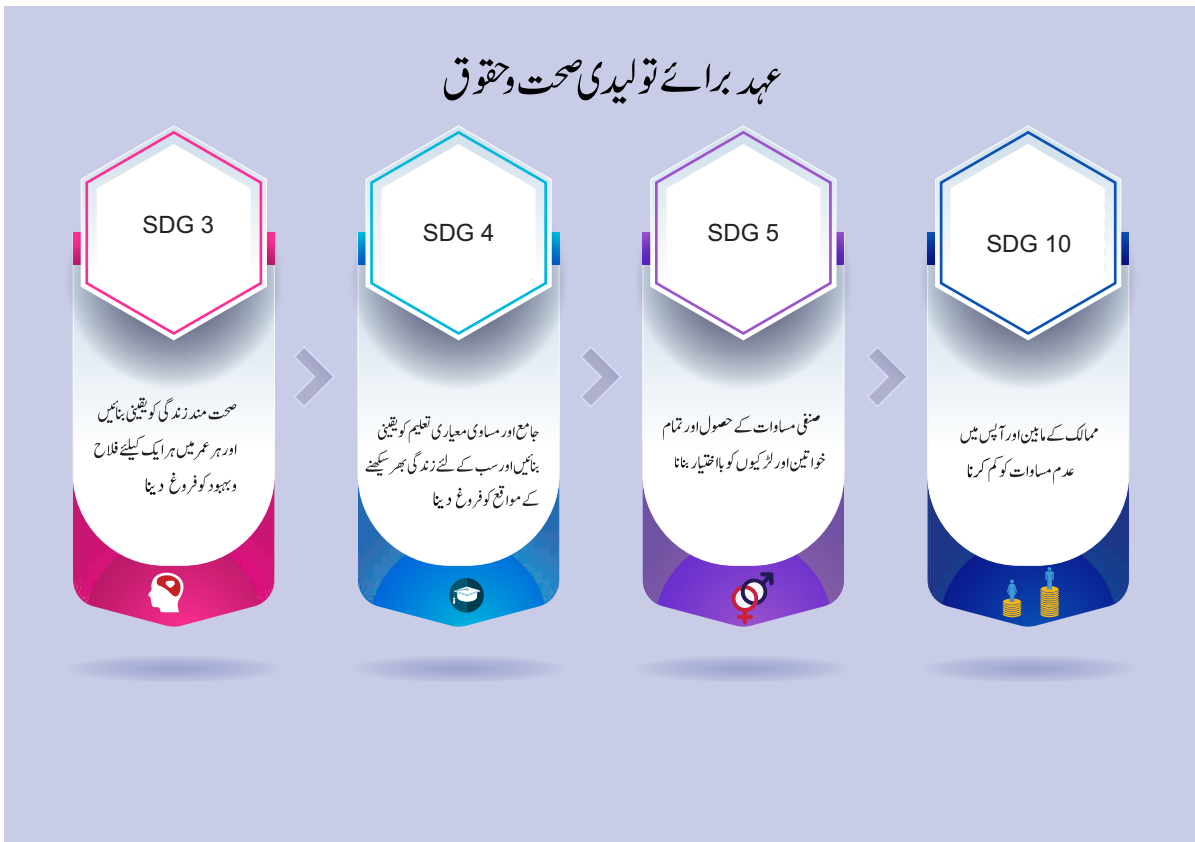 عہد برائے تولیدی صحت و حقوق
SDG 3
صحت مند زندگی کو یقینی بنائیں
اور ہر عمر میں ہر ایک کیلئے فلاح
و بہبود کو فروغ دینا
SDG 4
جامع اور مساوی معیاری تعلیم کو یقینی
بنائیں اور سب کے لئے زندگی بھر سیکھنے
کے مواقع کو فروغ دینا
SDG 5
صنفی مساوات کے حصول اور تمام
خواتین اور لڑکیوں کو بااختیار بنانا
SDG 10
ممالک کے مابین اور آپس میں
عدم مساوات کو کم کرنا